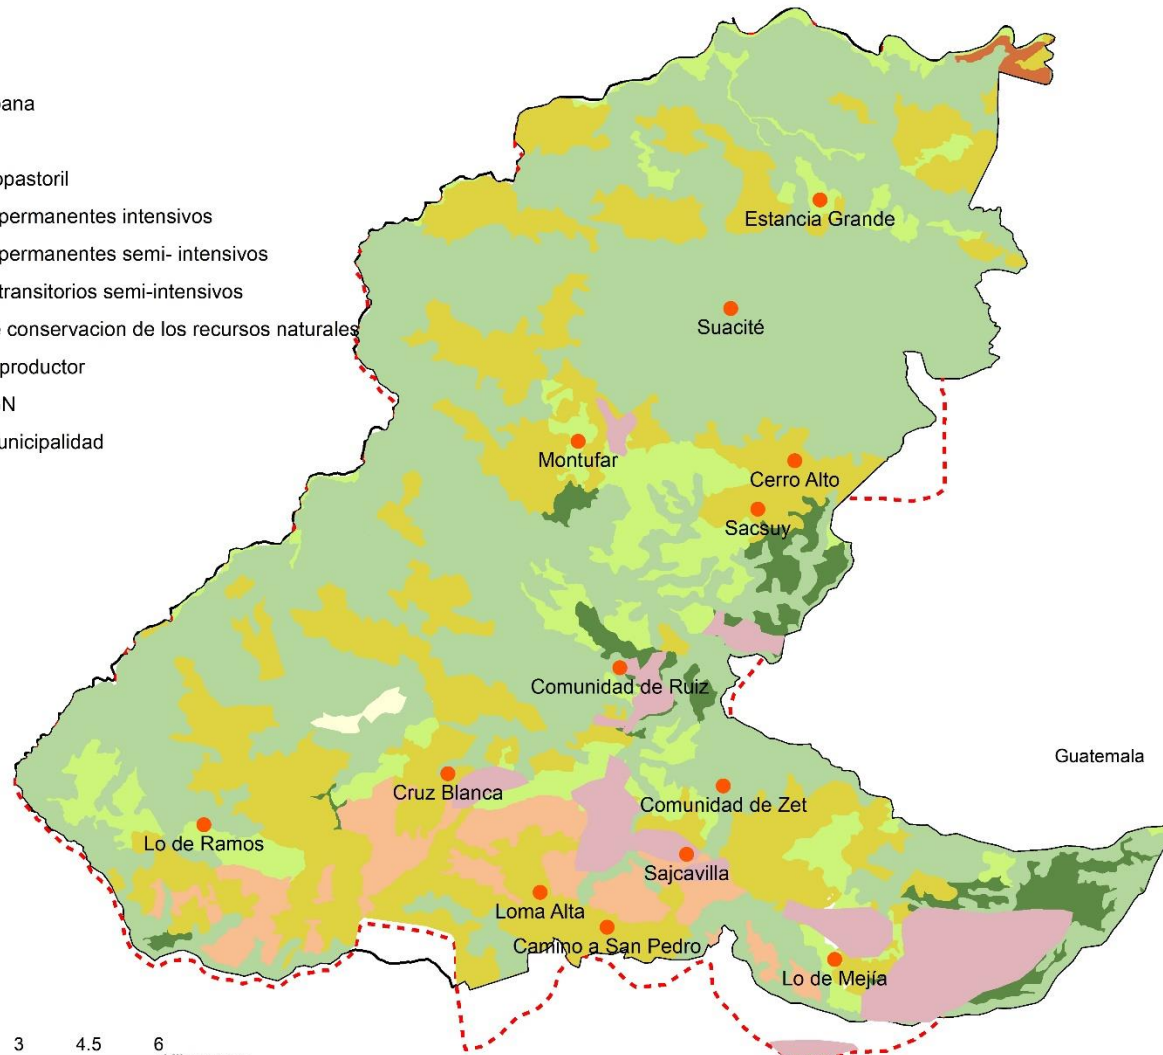 bana
opastoril
permanentes intensivos
permanentes semi- intensivos
transitorios semi-intensivos
conservacion de los recursos naturales
productor
N
unicipalidad
Estancia Grande
Suacité
Montufar
Cerro Alto
Sacsuy
Comunidad de Ruiz
Guatemala
Cruz Blanca
Comunidad de Zet
Lo de Ramos
Sajcavilla
Loma Alta
Camino a San Pedro
Lo de Mejía
3 4.5 6